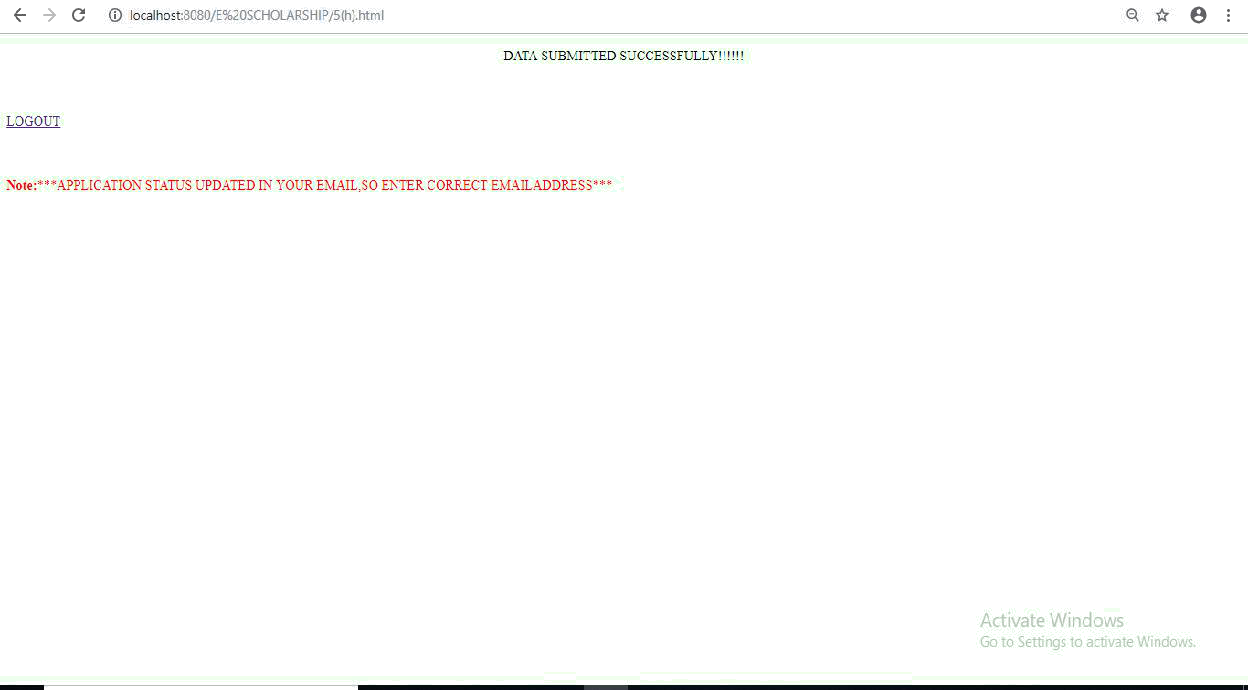 localhost:8080/E%20SCHOLARSHIP/5(h).html
DATA SUBMITTED SUCCESSFULLY!!!!!!
LOGOUT
Note:***APPLICATION STATUS UPDATED IN YOUR EMAIL,SO ENTER CORRECT EMAILADDRESS***
Activate Windows
Go to Settings to activate Windows.